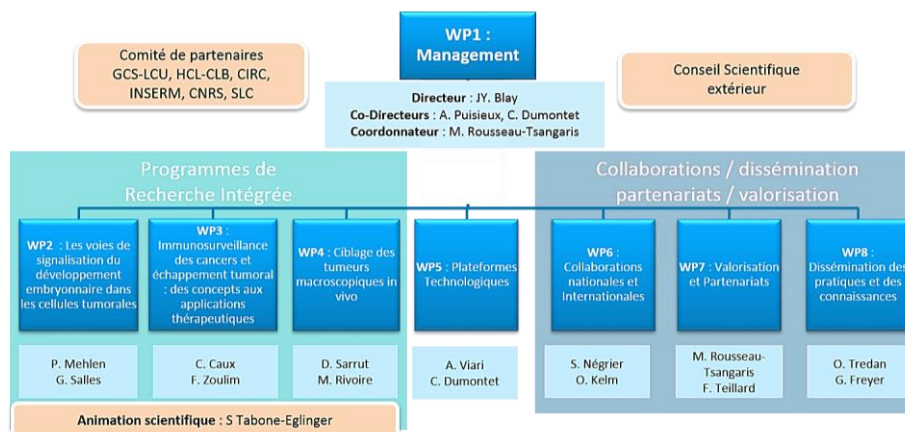 WP1 :
Management
Comité de partenaires
GCS-LCU, HCL-CLB, CIRC,
INSERM, CNRS, SLC
Conseil Scientifique
extérieur
Directeur : JY. Blay
Co-Directeurs : A. Puisieux, C. Dumontet
Coordonnateur : M. Rousseau-Tsangaris
Programmes de
Recherche Intégrée
Collaborations / dissémination
partenariats / valorisation
WP2 : Les voies de
signalisation du
développement
embryonnaire dans
les cellules tumorales
WP3 :
Immunosurveillance
des cancers et
échappement tumoral
: des concepts aux
applications
thérapeutiques
WP4 : Ciblage des
tumeurs
macroscopiques in
vivo
WP5 : Plateformes
Technologiques
WP6 :
Collaborations
nationales et
Internationales
WP7 : Valorisation
et Partenariats
WP8 :
Dissémination des
pratiques et des
connaissances
P. Mehlen
G. Salles
C. Caux
F. Zoulim
D. Sarrut
M. Rivoire
A. Viari
C. Dumontet
S. Négrier
O. Kelm
M. Rousseau-
Tsangaris
F. Teillard
O. Tredan
G. Freyer
Animation scientifique : S Tabone-Eglinger